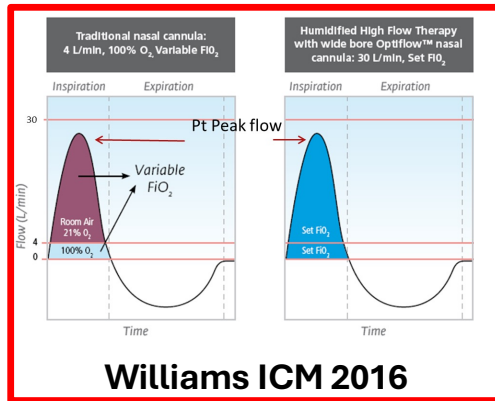 Traditional nasal cannula:
4 L/min, 100% O₂, Variable FiO₂
Humidified High Flow Therapy
with wide bore Optiflow™ nasal
cannula: 30 L/min, Set FiO₂
Inspiration
Expiration
Inspiration
Expiration
30
Pt Peak flow
Variable
FiO₂
Flow (L/min)
Room Air
21% O₂
4
100% O₂
0
Set FiO₂
Set FiO₂
Time
Time
Williams ICM 2016